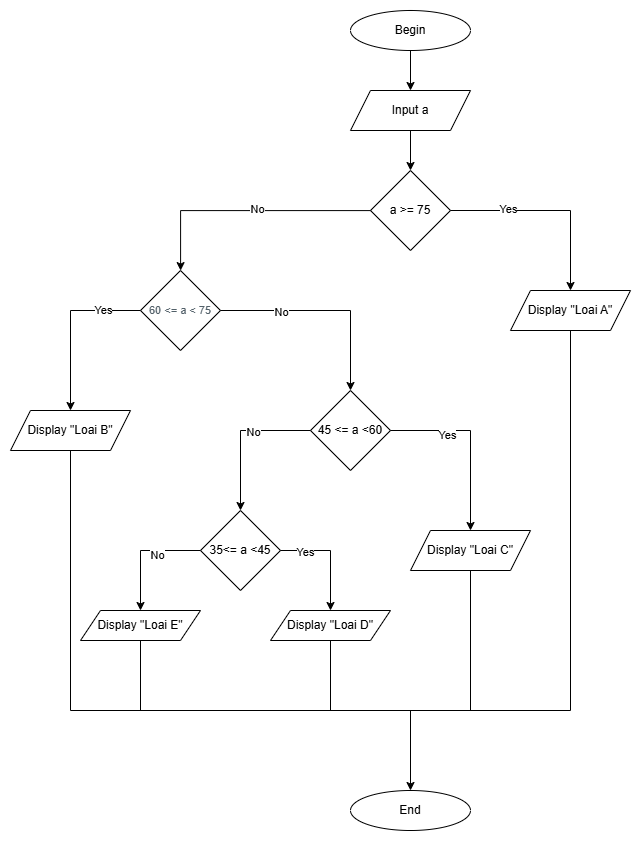 Begin
Input a
a >= 75
No
Yes
60 <= a < 75
Yes
No
Display "Loai A"
45 <= a <60
Display "Loai B"
No
Yes
35<= a <45
No
Yes
Display "Loai C"
Display "Loai E"
Display "Loai D"
End